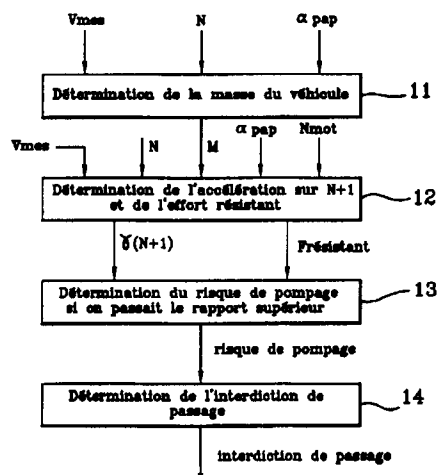 Vmes N α pap
Détermination de la masse du véhicule 11
Vmes N M α pap Nmot
Détermination de l'accélération sur N+1
et de l'effort résistant 12
γ(N+1) Frésistant
Détermination du risque de pompage
si on passait le rapport supérieur 13
risque de pompage
Détermination de l'interdiction de
passage 14
interdiction de passage